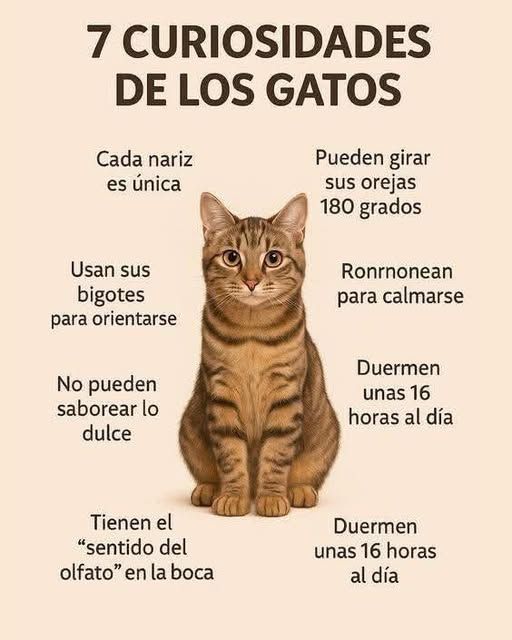 7 CURIOSIDADES
DE LOS GATOS
Cada nariz
es única
Pueden girar
sus orejas
180 grados
Usan sus
bigotes
para orientarse
Ronrnonean
para calmarse
No pueden
saborear lo
dulce
Duermen
unas 16
horas al día
Tienen el
“sentido del
olfato” en la boca
Duermen
unas 16 horas
al día